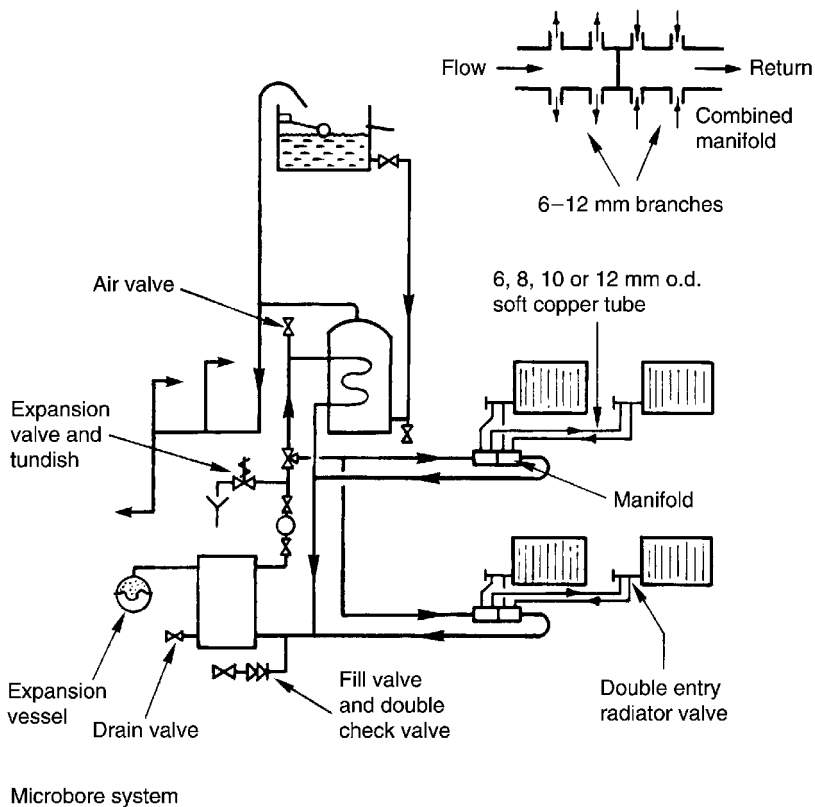 Flow
Return
Combined
manifold
6–12 mm branches
Air valve
6, 8, 10 or 12 mm o.d.
soft copper tube
Expansion
valve and
tundish
Manifold
Expansion
vessel
Drain valve
Fill valve
and double
check valve
Double entry
radiator valve
Microbore system